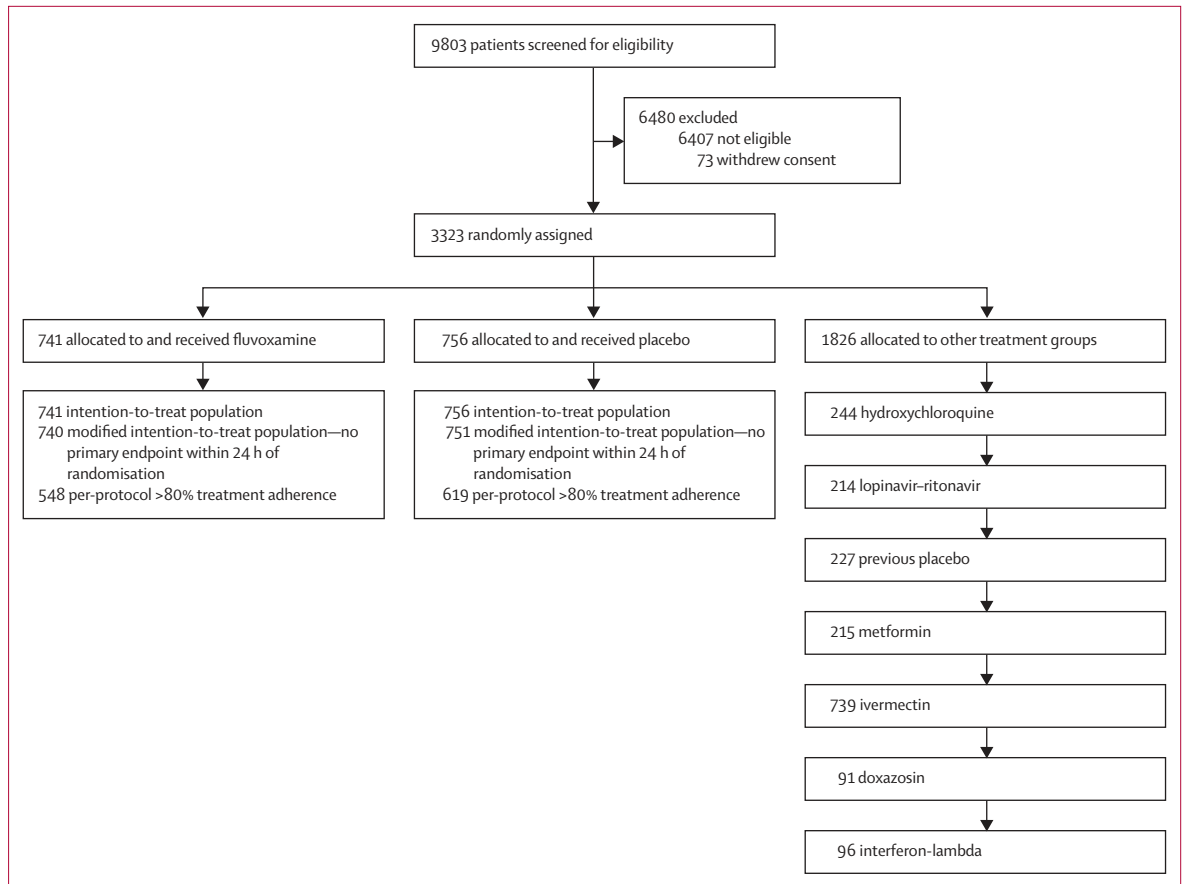 9803 patients screened for eligibility
6480 excluded
6407 not eligible
73 withdrew consent
3323 randomly assigned
741 allocated to and received fluvoxamine
756 allocated to and received placebo
1826 allocated to other treatment groups
741 intention-to-treat population
740 modified intention-to-treat population—no
primary endpoint within 24 h of
randomisation
548 per-protocol >80% treatment adherence
756 intention-to-treat population
751 modified intention-to-treat population—no
primary endpoint within 24 h of
randomisation
619 per-protocol >80% treatment adherence
244 hydroxychloroquine
214 lopinavir–ritonavir
227 previous placebo
215 metformin
739 ivermectin
91 doxazosin
96 interferon-lambda